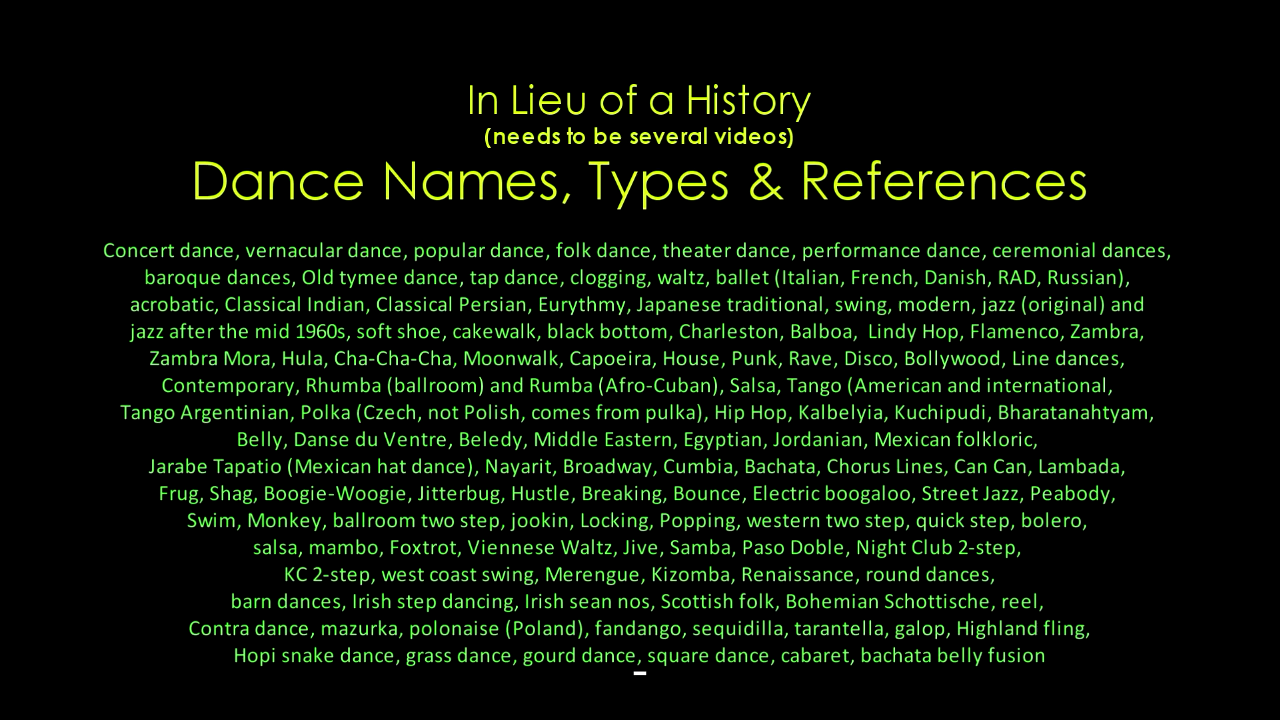 In Lieu of a History
(needs to be several videos)
Dance Names, Types & References
Concert dance, vernacular dance, popular dance, folk dance, theater dance, performance dance, ceremonial dances,
baroque dances, Old tymee dance, tap dance, clogging, waltz, ballet (Italian, French, Danish, RAD, Russian),
acrobatic, Classical Indian, Classical Persian, Eurythmy, Japanese traditional, swing, modern, jazz (original) and
jazz after the mid 1960s, soft shoe, cakewalk, black bottom, Charleston, Balboa,  Lindy Hop, Flamenco, Zambra,
Zambra Mora, Hula, Cha-Cha-Cha, Moonwalk, Capoeira, House, Punk, Rave, Disco, Bollywood, Line dances,
Contemporary, Rhumba (ballroom) and Rumba (Afro-Cuban), Salsa, Tango (American and international,
Tango Argentinian, Polka (Czech, not Polish, comes from pulka), Hip Hop, Kalbelyia, Kuchipudi, Bharatanahtyam,
Belly, Danse du Ventre, Beledy, Middle Eastern, Egyptian, Jordanian, Mexican folkloric,
Jarabe Tapatio (Mexican hat dance), Nayarit, Broadway, Cumbia, Bachata, Chorus Lines, Can Can, Lambada,
Frug, Shag, Boogie-Woogie, Jitterbug, Hustle, Breaking, Bounce, Electric boogaloo, Street Jazz, Peabody,
Swim, Monkey, ballroom two step, jookin, Locking, Popping, western two step, quick step, bolero,
salsa, mambo, Foxtrot, Viennese Waltz, Jive, Samba, Paso Doble, Night Club 2-step,
KC 2-step, west coast swing, Merengue, Kizomba, Renaissance, round dances,
barn dances, Irish step dancing, Irish sean nos, Scottish folk, Bohemian Schottische, reel,
Contra dance, mazurka, polonaise (Poland), fandango, sequidilla, tarantella, galop, Highland fling,
Hopi snake dance, grass dance, gourd dance, square dance, cabaret, bachata belly fusion